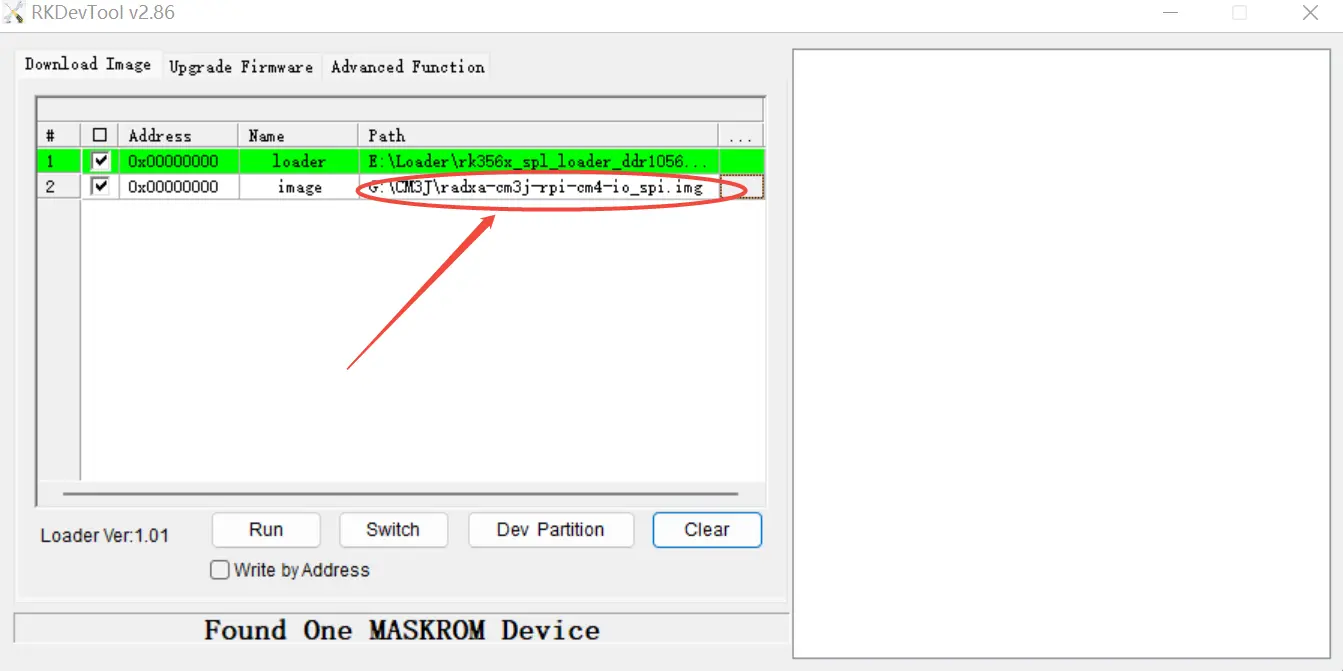 RKDevTool v2.86
Download Image Upgrade Firmware Advanced Function
# Address Name Path ...
1 0x00000000 loader E:\Loader\rk356x_spl_loader_ddr1056...
2 0x00000000 image G:\CM3J\radxa-cm3j-rpi-cm4-io_spi.img
Loader Ver:1.01 Run Switch Dev Partition Clear
Write by Address
Found One MASKROM Device